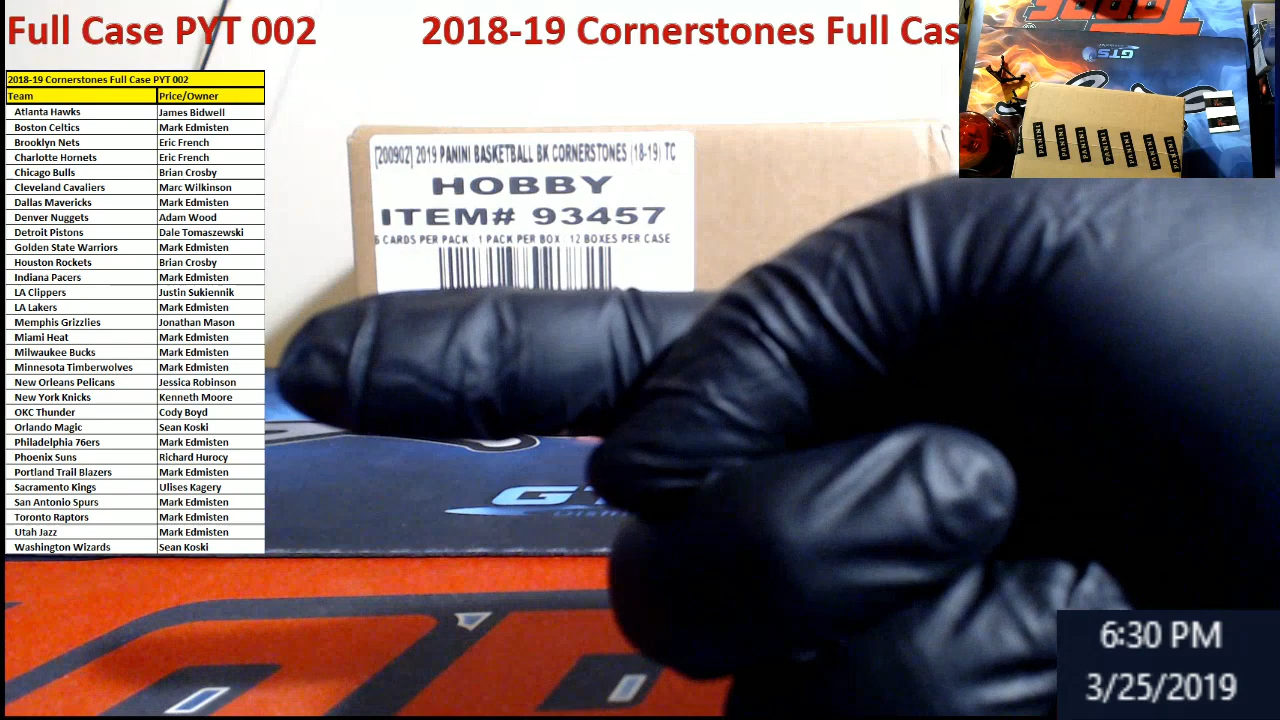 Full Case PYT 002
2018-19 Cornerstones Full Cas
2018-19 Cornerstones Full Case PYT 002
Team Price/Owner
Atlanta Hawks James Bidwell
Boston Celtics Mark Edmisten
Brooklyn Nets Eric French
Charlotte Hornets Eric French
Chicago Bulls Brian Crosby
Cleveland Cavaliers Marc Wilkinson
Dallas Mavericks Mark Edmisten
Denver Nuggets Adam Wood
Detroit Pistons Dale Tomaszewski
Golden State Warriors Mark Edmisten
Houston Rockets Brian Crosby
Indiana Pacers Mark Edmisten
LA Clippers Justin Sukiennik
LA Lakers Mark Edmisten
Memphis Grizzlies Jonathan Mason
Miami Heat Mark Edmisten
Milwaukee Bucks Mark Edmisten
Minnesota Timberwolves Mark Edmisten
New Orleans Pelicans Jessica Robinson
New York Knicks Kenneth Moore
OKC Thunder Cody Boyd
Orlando Magic Sean Koski
Philadelphia 76ers Mark Edmisten
Phoenix Suns Richard Hurocy
Portland Trail Blazers Mark Edmisten
Sacramento Kings Ulises Kagery
San Antonio Spurs Mark Edmisten
Toronto Raptors Mark Edmisten
Utah Jazz Mark Edmisten
Washington Wizards Sean Koski
[200902] 2019 PANINI BASKETBALL BK CORNERSTONES (18-19) TC
HOBBY
ITEM# 93457
6 CARDS PER PACK 1 PACK PER BOX 12 BOXES PER CASE
GTS
PANINI PANINI PANINI PANINI PANINI PANINI PANINI
6:30 PM
3/25/2019